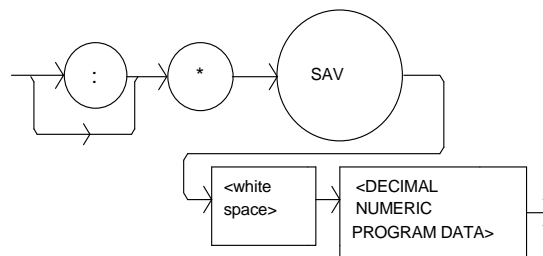 :
*
SAV
<white
space>
<DECIMAL
NUMERIC
PROGRAM DATA>